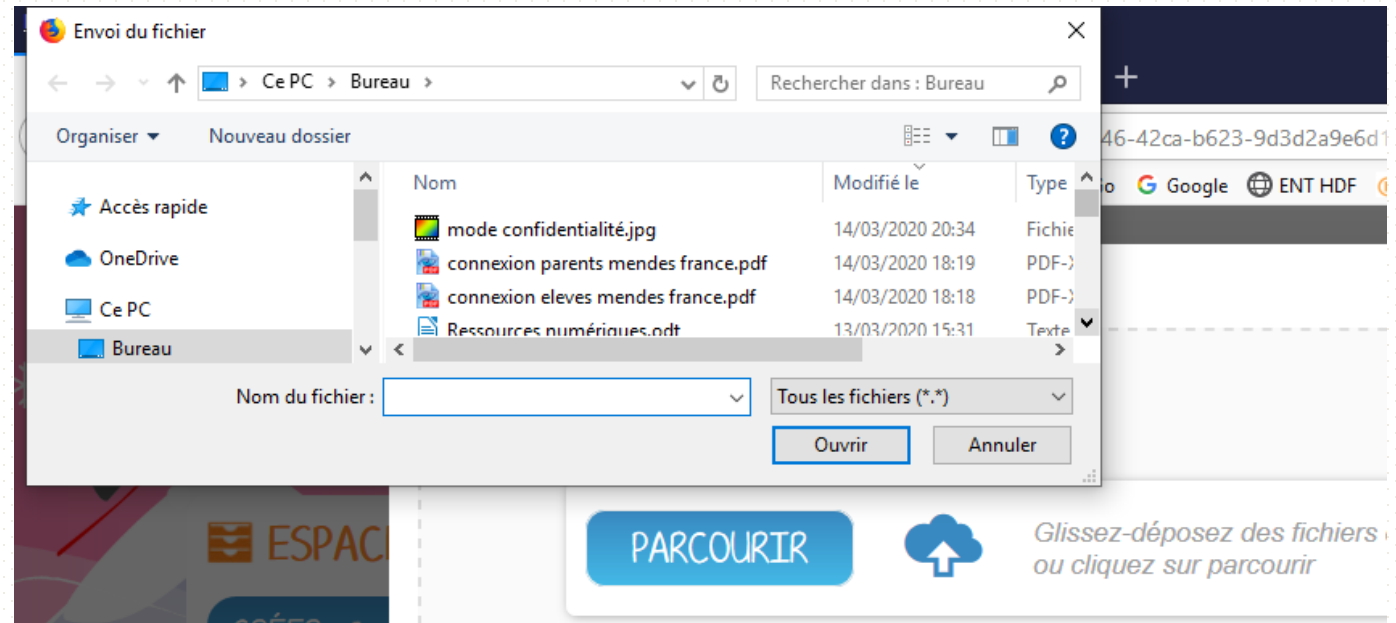 Envoi du fichier
Ce PC > Bureau >
Rechercher dans : Bureau
46-42ca-b623-9d3d2a9e6d1
Organiser
Nouveau dossier
Google
ENT HDF
Nom
Modifié le
Type
Accès rapide
OneDrive
Ce PC
Bureau
mode confidentialité.jpg 14/03/2020 20:34 Fichie
connexion parents mendes france.pdf 14/03/2020 18:19 PDF-X
connexion eleves mendes france.pdf 14/03/2020 18:18 PDF-X
Ressources numériques.odt 13/03/2020 15:31 Texte
Nom du fichier :
Tous les fichiers (*.*)
Ouvrir
Annuler
ESPAC
PARCOURIR
Glissez-déposez des fichiers
ou cliquez sur parcourir